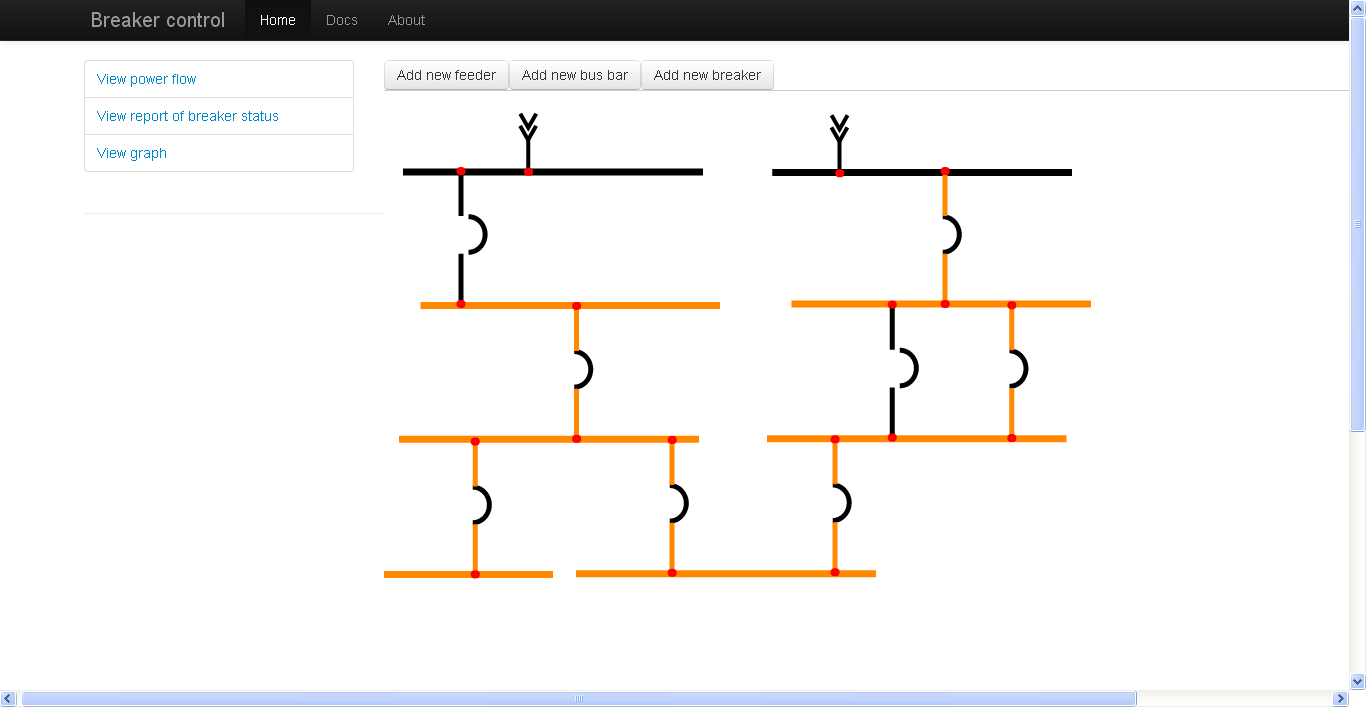 Breaker control Home Docs About
View power flow
View report of breaker status
View graph
Add new feeder Add new bus bar Add new breaker